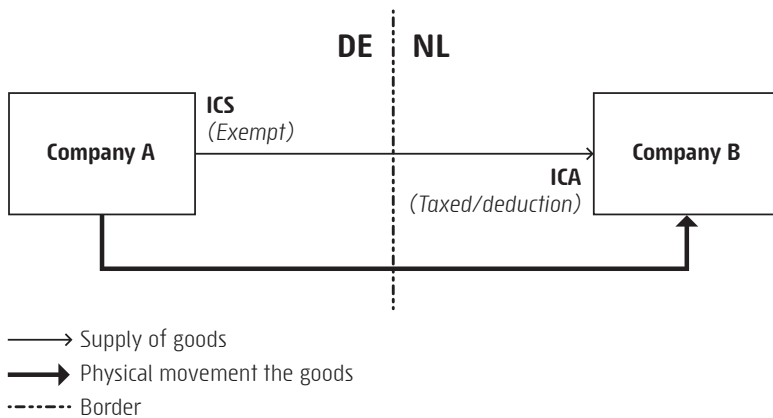 DE NL
ICS
(Exempt)
Company A
Company B
ICA
(Taxed/deduction)
Supply of goods
Physical movement the goods
Border